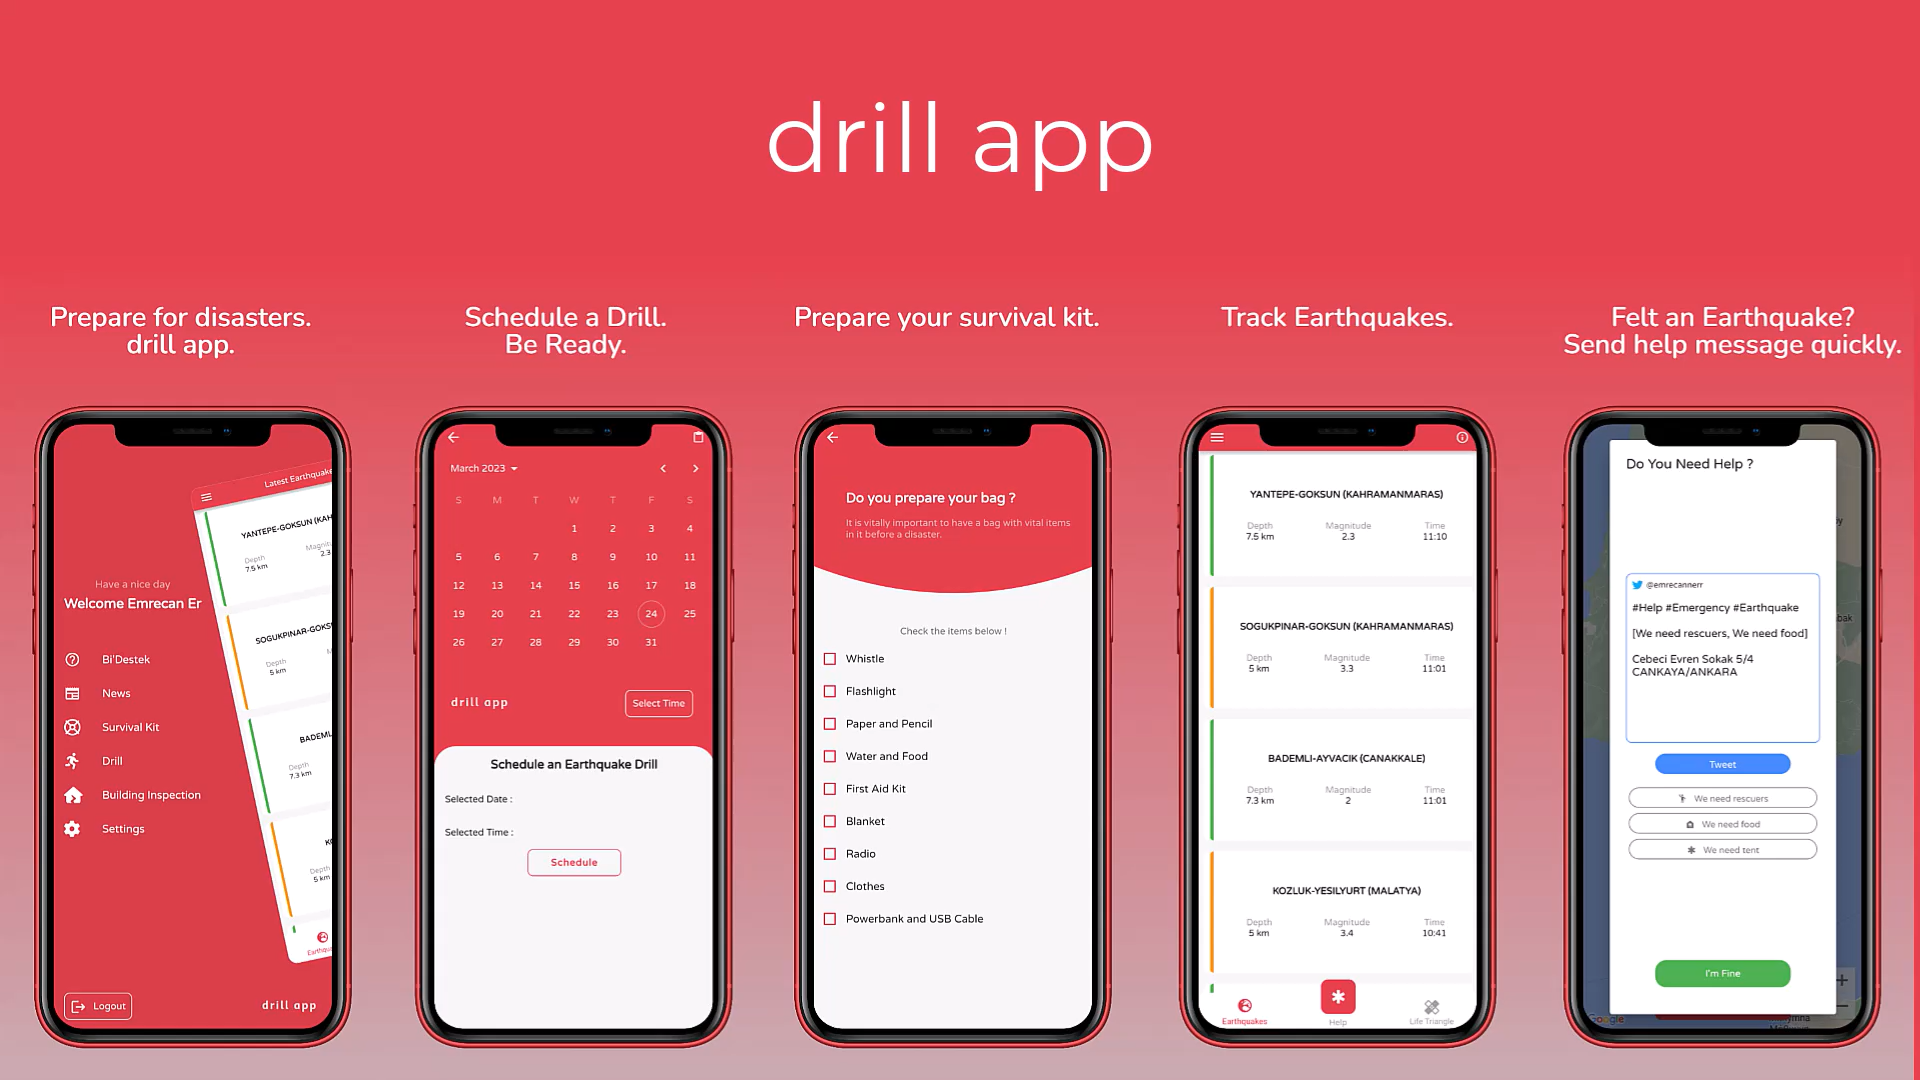 drill app
Prepare for disasters.
drill app.
Latest Earthquake
YANTEPE-GOKSUN (KAH
Depth
7.5 km
2.3
SOGUKPINAR-GOKS
Depth
5 km
BADEML
Depth
7.3 km
Depth
5 km
Have a nice day
Welcome Emrecan Er
Bi'Destek
News
Survival Kit
Drill
Building Inspection
Settings
Logout
drill app
Schedule a Drill.
Be Ready.
March 2023
S M T W T F S
1 2 3 4
5 6 7 8 9 10 11
12 13 14 15 16 17 18
19 20 21 22 23 24 25
26 27 28 29 30 31
drill app
Select Time
Schedule an Earthquake Drill
Selected Date :
Selected Time :
Schedule
Prepare your survival kit.
Do you prepare your bag ?
It is vitally important to have a bag with vital items
in it before a disaster.
Check the items below !
Whistle
Flashlight
Paper and Pencil
Water and Food
First Aid Kit
Blanket
Radio
Clothes
Powerbank and USB Cable
Track Earthquakes.
YANTEPE-GOKSUN (KAHRAMANMARAS)
Depth Magnitude Time
7.5 km 2.3 11:10
SOGUKPINAR-GOKSUN (KAHRAMANMARAS)
Depth Magnitude Time
5 km 3.3 11:01
BADEMLI-AYVACIK (CANAKKALE)
Depth Magnitude Time
7.3 km 2 11:01
KOZLUK-YESILYURT (MALATYA)
Depth Magnitude Time
5 km 3.4 10:41
Earthquakes Help Life Triangle
Felt an Earthquake?
Send help message quickly.
Do You Need Help ?
@emrecannerr
#Help #Emergency #Earthquake
[We need rescuers, We need food]
Cebeci Evren Sokak 5/4
CANKAYA/ANKARA
Tweet
We need rescuers
We need food
We need tent
I'm Fine
Google